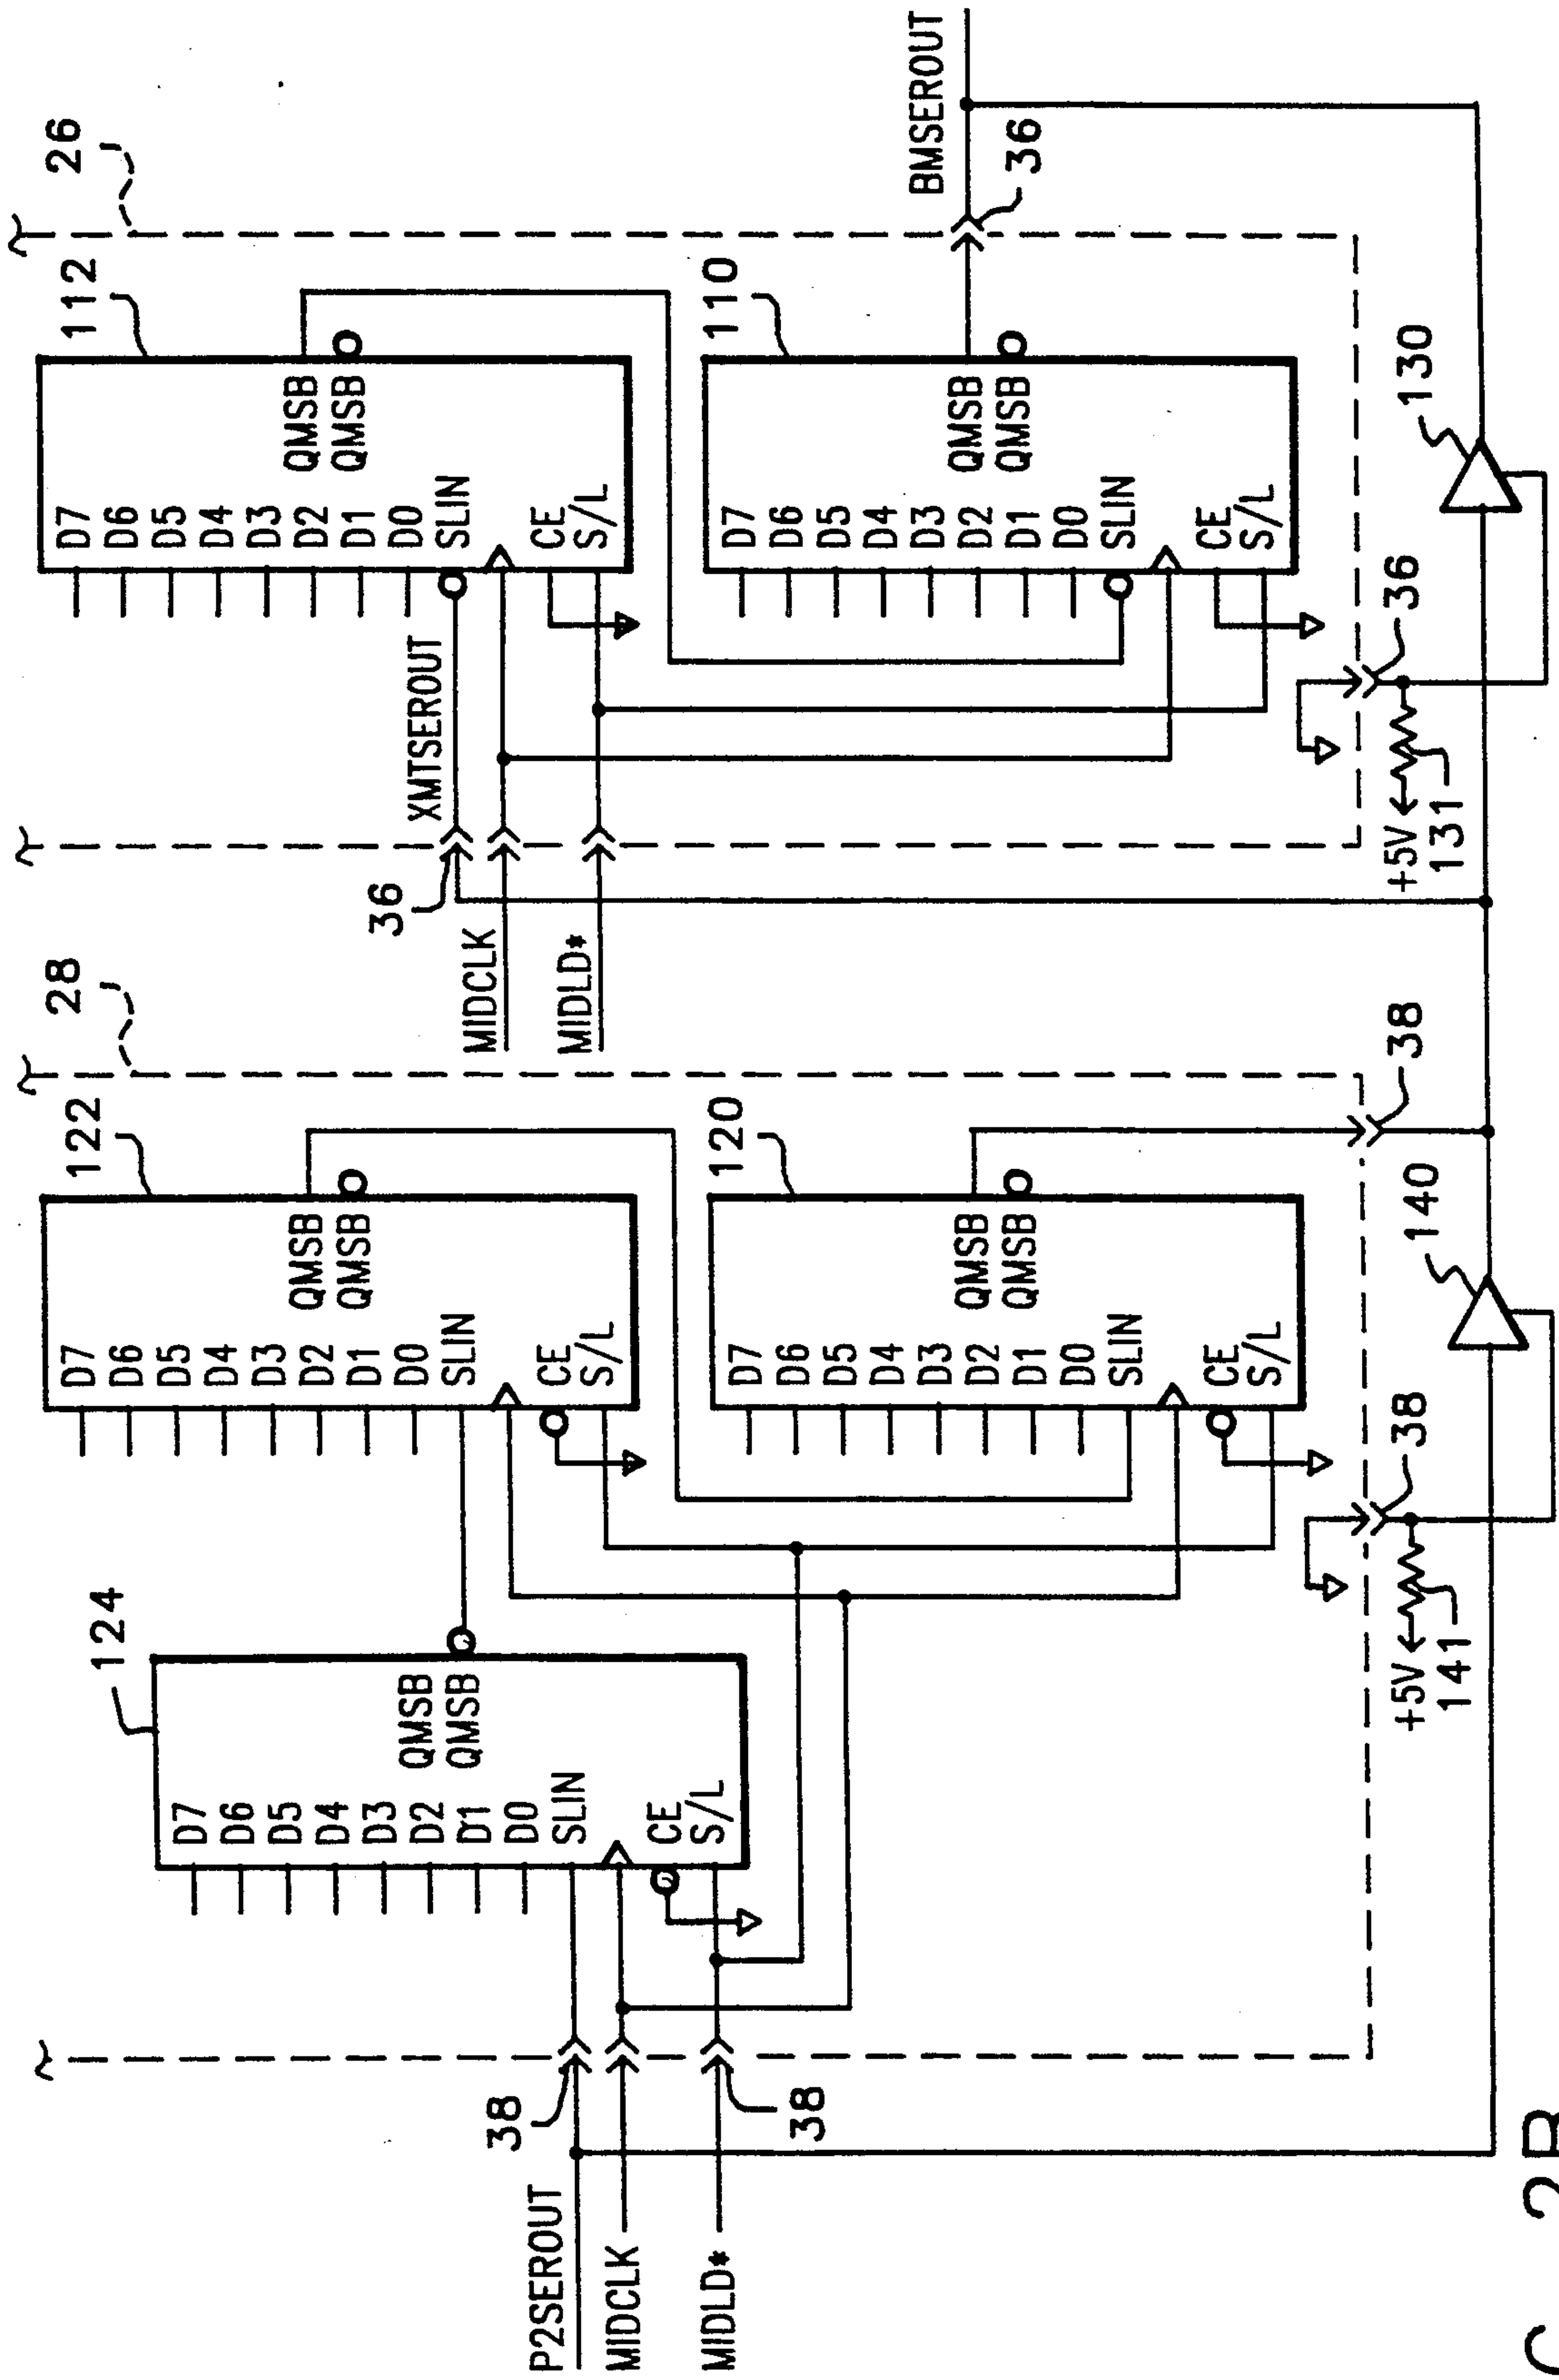 26
112
D7
D6
D5
D4
D3
D2
D1
D0
SLIN
CE
S/L
QMSB
QMSB
XMTSEROUT
36
MIDCLK
MIDLD*
110
D7
D6
D5
D4
D3
D2
D1
D0
SLIN
CE
S/L
QMSB
QMSB
BMSEROUT
36
36
+5V
131
130
28
122
D7
D6
D5
D4
D3
D2
D1
D0
SLIN
CE
S/L
QMSB
QMSB
120
D7
D6
D5
D4
D3
D2
D1
D0
SLIN
CE
S/L
QMSB
QMSB
38
140
38
+5V
141
124
D7
D6
D5
D4
D3
D2
D1
D0
SLIN
CE
S/L
QMSB
QMSB
38
38
P2SEROUT
MIDCLK
MIDLD*
2B